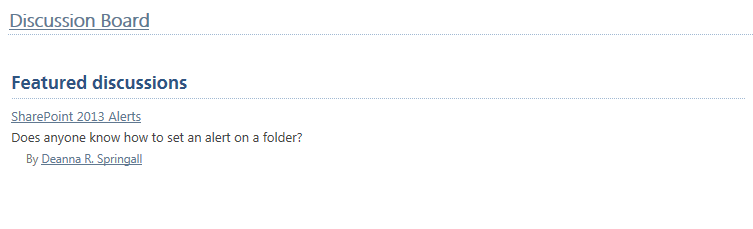 Discussion Board
Featured discussions
SharePoint 2013 Alerts
Does anyone know how to set an alert on a folder?
By Deanna R. Springall